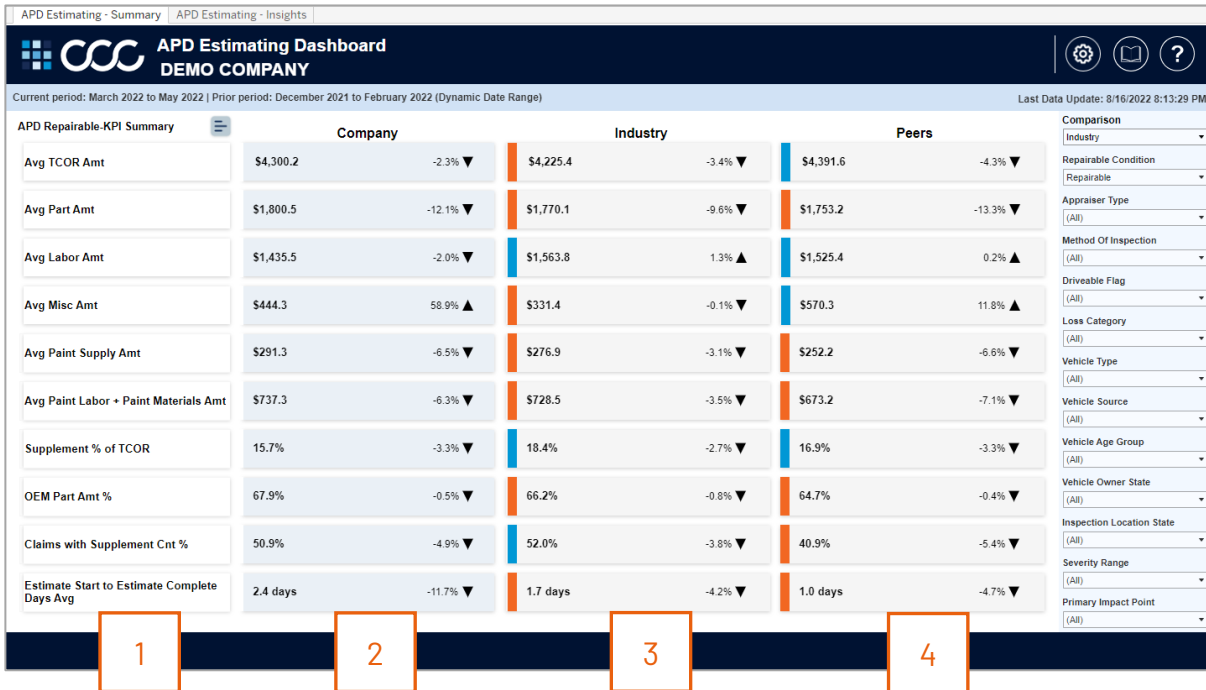 APD Estimating - Summary APD Estimating - Insights
CCC APD Estimating Dashboard
DEMO COMPANY
?
Current period: March 2022 to May 2022 | Prior period: December 2021 to February 2022 (Dynamic Date Range) Last Data Update: 8/16/2022 8:13:29 PM
APD Repairable-KPI Summary Company Industry Peers
Avg TCOR Amt $4,300.2 -2.3% ▼ $4,225.4 -3.4% ▼ $4,391.6 -4.3% ▼
Avg Part Amt $1,800.5 -12.1% ▼ $1,770.1 -9.6% ▼ $1,753.2 -13.3% ▼
Avg Labor Amt $1,435.5 -2.0% ▼ $1,563.8 1.3% ▲ $1,525.4 0.2% ▲
Avg Misc Amt $444.3 58.9% ▲ $331.4 -0.1% ▼ $570.3 11.8% ▲
Avg Paint Supply Amt $291.3 -6.5% ▼ $276.9 -3.1% ▼ $252.2 -6.6% ▼
Avg Paint Labor + Paint Materials Amt $737.3 -6.3% ▼ $728.5 -3.5% ▼ $673.2 -7.1% ▼
Supplement % of TCOR 15.7% -3.3% ▼ 18.4% -2.7% ▼ 16.9% -3.3% ▼
OEM Part Amt % 67.9% -0.5% ▼ 66.2% -0.8% ▼ 64.7% -0.4% ▼
Claims with Supplement Cnt % 50.9% -4.9% ▼ 52.0% -3.8% ▼ 40.9% -5.4% ▼
Estimate Start to Estimate Complete
Days Avg 2.4 days -11.7% ▼ 1.7 days -4.2% ▼ 1.0 days -4.7% ▼
Comparison
Industry
Repairable Condition
Repairable
Appraiser Type
(All)
Method Of Inspection
(All)
Driveable Flag
(All)
Loss Category
(All)
Vehicle Type
(All)
Vehicle Source
(All)
Vehicle Age Group
(All)
Vehicle Owner State
(All)
Inspection Location State
(All)
Severity Range
(All)
Primary Impact Point
(All)
1 2 3 4